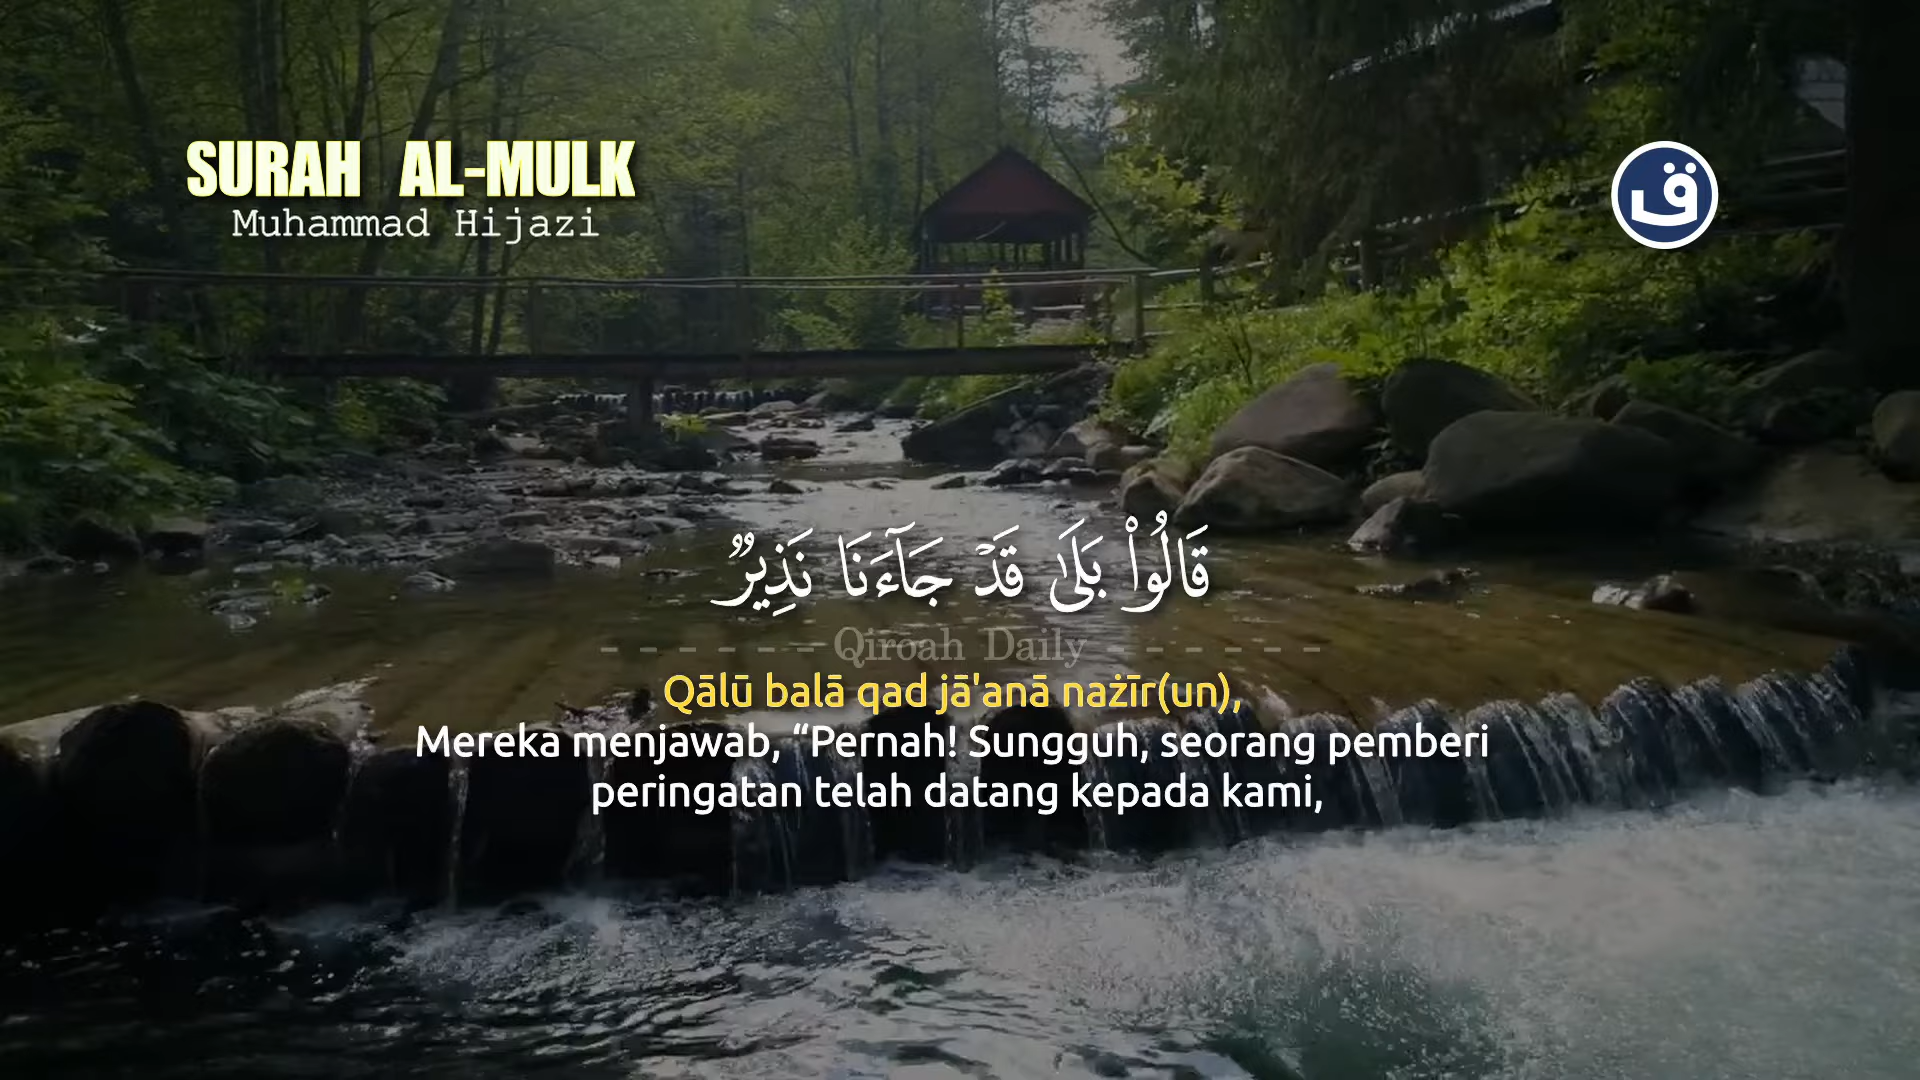 SURAH AL-MULK
Muhammad Hijazi
ق
قَالُوا۟ بَلَىٰ قَدْ جَآءَنَا نَذِيرٌ
------Qiroah Daily------
Qālū balā qad jā'anā nażīr(un),
Mereka menjawab, “Pernah! Sungguh, seorang pemberi
peringatan telah datang kepada kami,